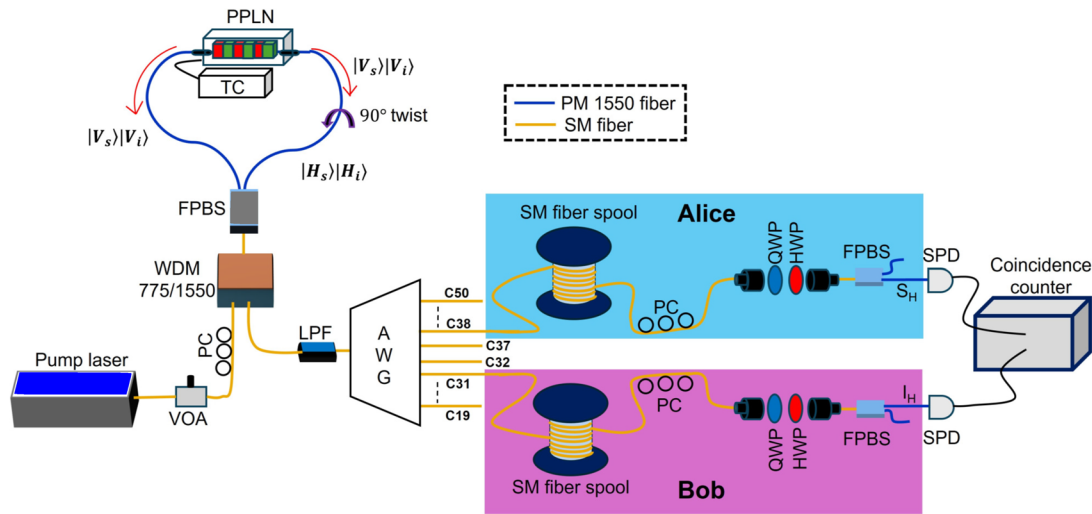 PPLN
TC
|V_s⟩|V_i⟩
90° twist
|V_s⟩|V_i⟩
|H_s⟩|H_i⟩
PM 1550 fiber
SM fiber
FPBS
WDM
775/1550
PC
Pump laser
VOA
LPF
A
W
G
C50
C38
C37
C32
C31
C19
SM fiber spool
Alice
PC
QWP
HWP
FPBS
S_H
SPD
Coincidence
counter
PC
SM fiber spool
Bob
QWP
HWP
FPBS
I_H
SPD